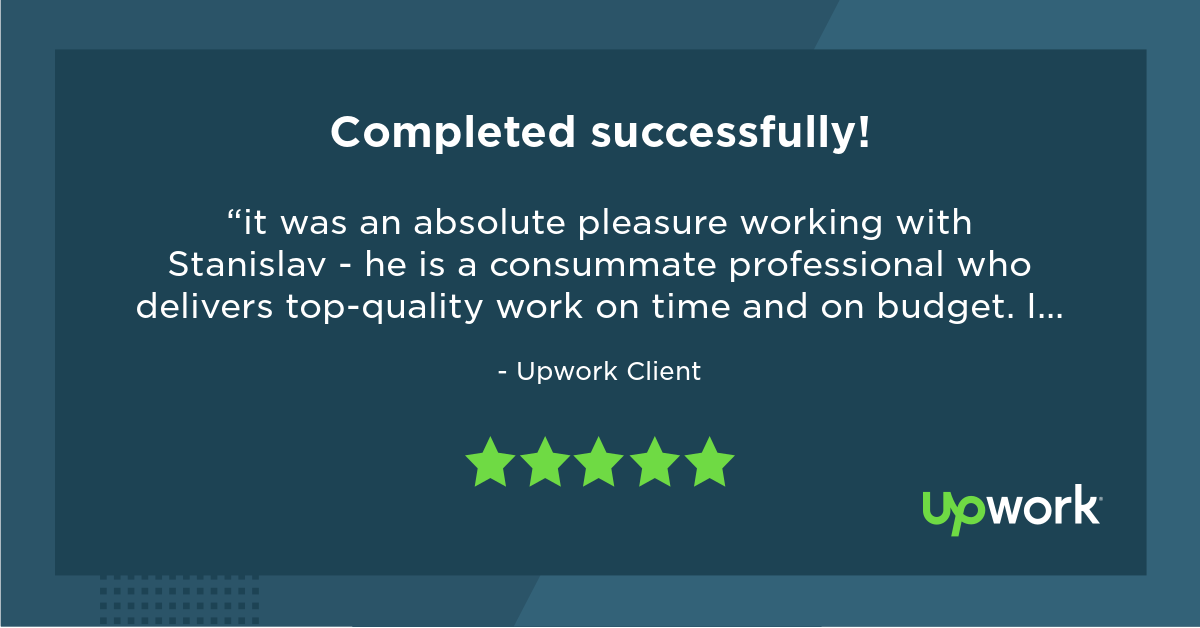 Completed successfully!
“it was an absolute pleasure working with
Stanislav - he is a consummate professional who
delivers top-quality work on time and on budget. I...
- Upwork Client
upwork